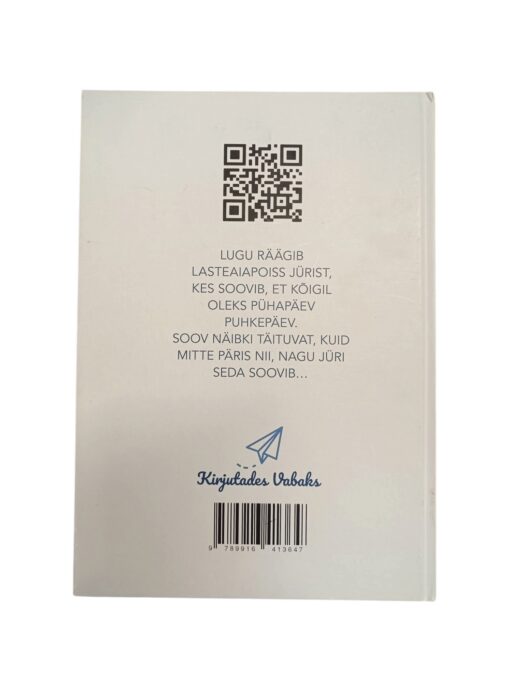 LUGU RÄÄGIB
LASTEAIAPOISS JÜRIST,
KES SOOVIB, ET KÕIGIL
OLEKS PÜHAPÄEV
PUHKEPÄEV.
SOOV NÄIBKI TÄITUVAT, KUID
MITTE PÄRIS NII, NAGU JÜRI
SEDA SOOVIB...
Kirjutades Vabaks
9 789916 413647